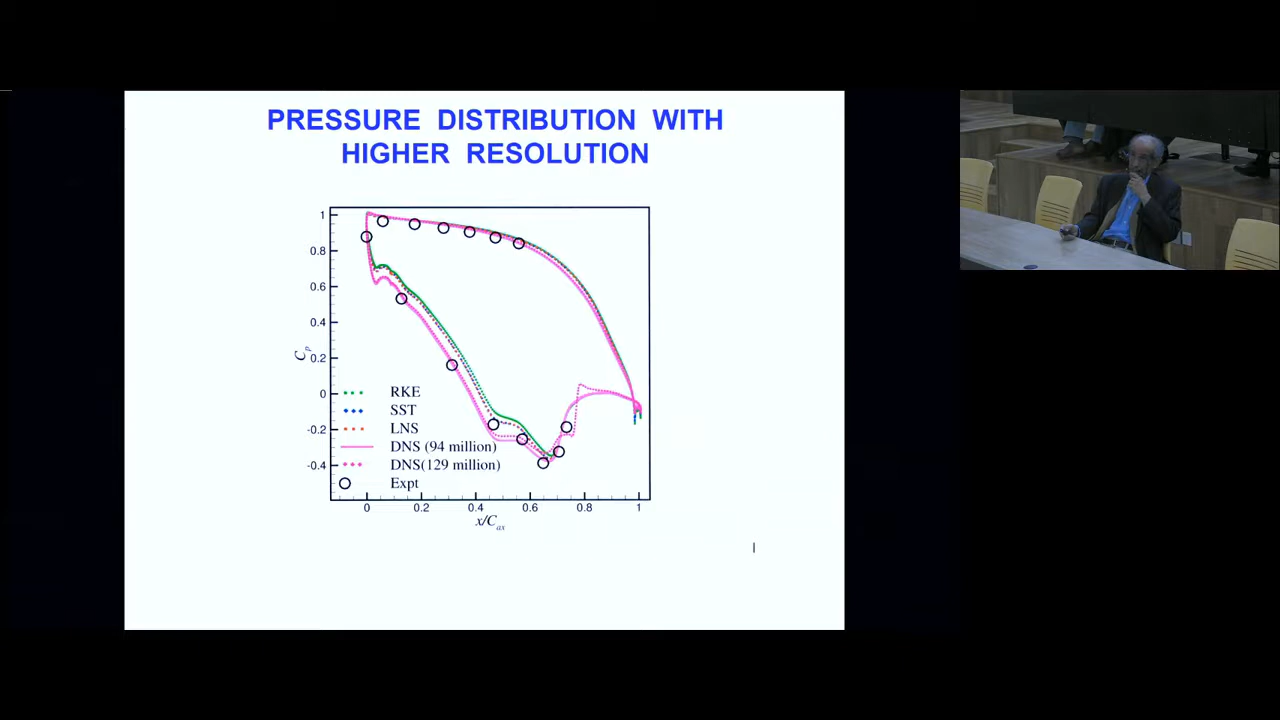 PRESSURE DISTRIBUTION WITH
HIGHER RESOLUTION
1
0.8
0.6
0.4
0.2
0
-0.2
-0.4
Cp
RKE
SST
LNS
DNS (94 million)
DNS(129 million)
Expt
0 0.2 0.4 0.6 0.8 1
x/Cax